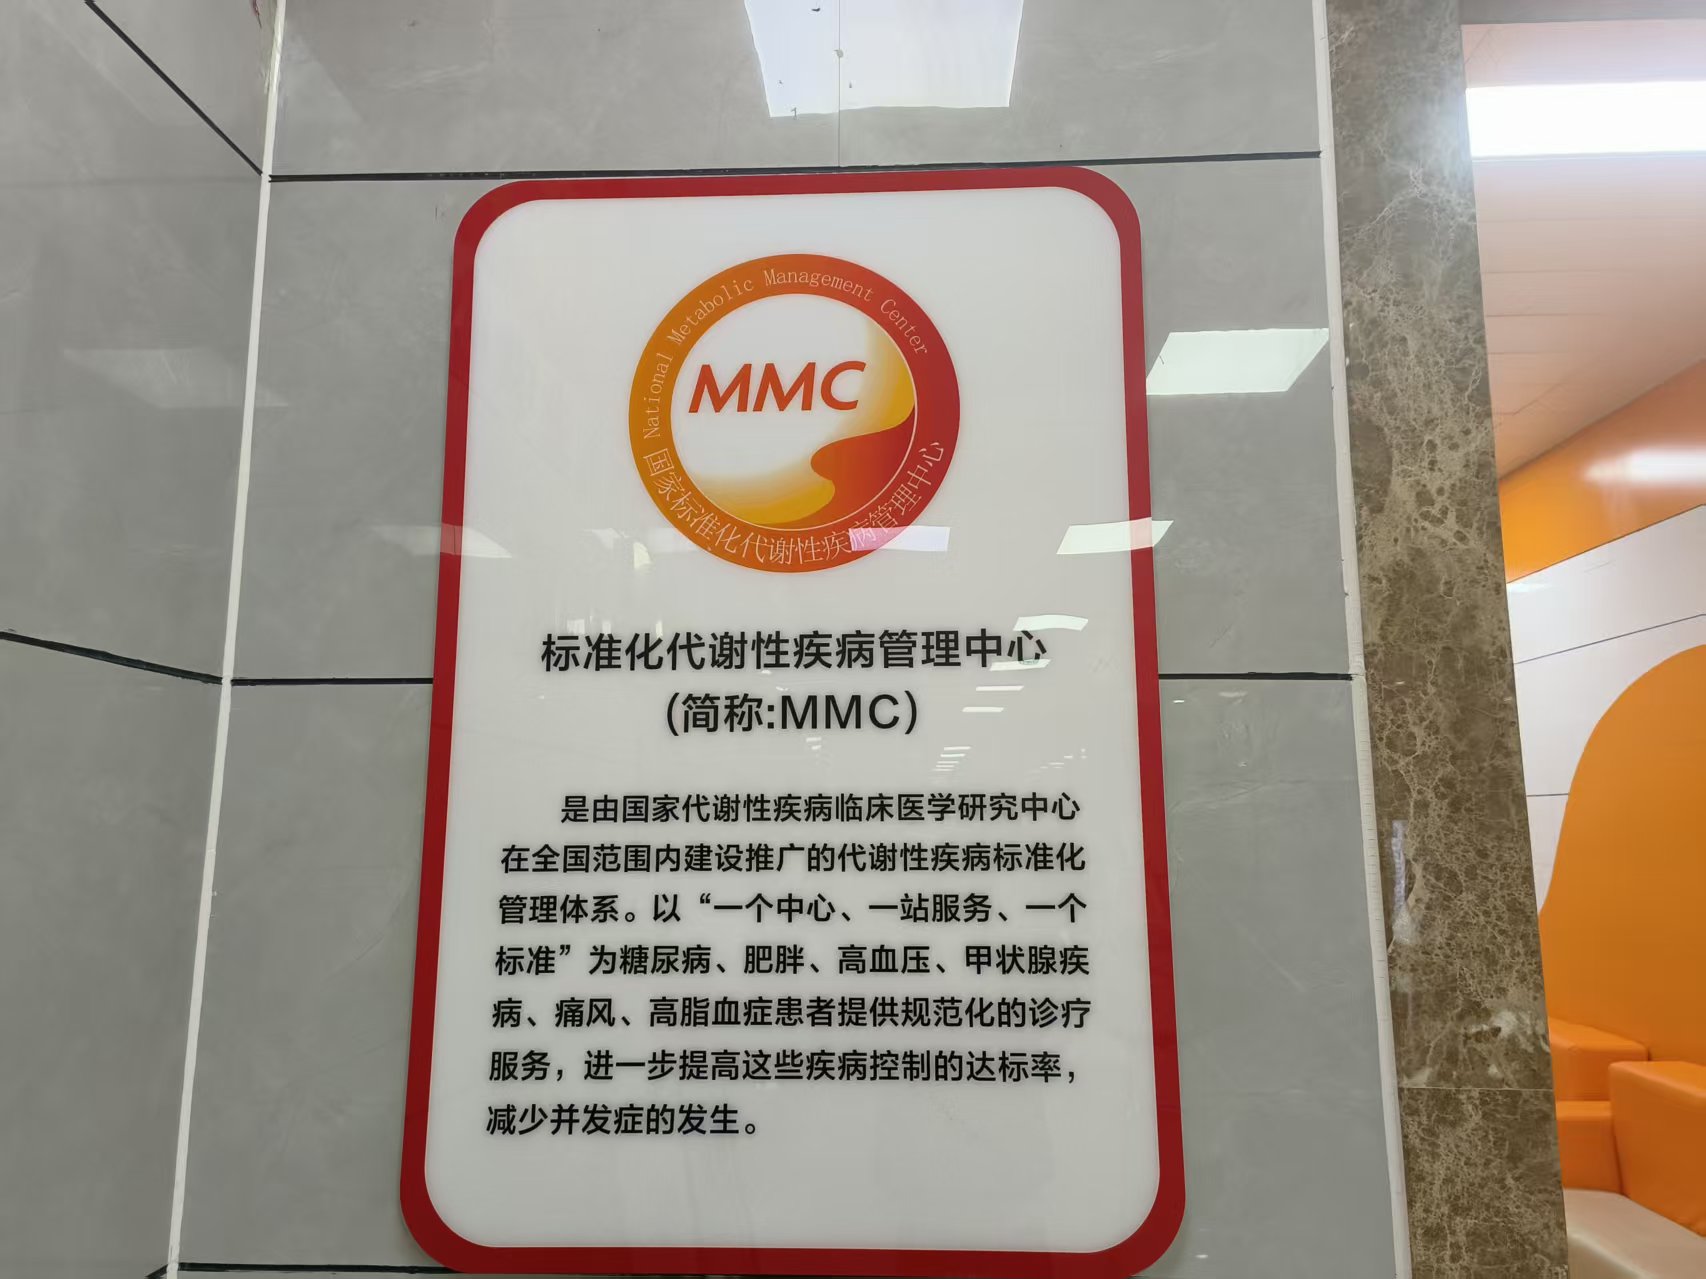 National Metabolic Management Center
MMC
国家标准化代谢性疾病管理中心
标准化代谢性疾病管理中心
(简称:MMC)
是由国家代谢性疾病临床医学研究中心
在全国范围内建设推广的代谢性疾病标准化
管理体系。以“一个中心、一站服务、一个
标准”为糖尿病、肥胖、高血压、甲状腺疾
病、痛风、高脂血症患者提供规范化的诊疗
服务，进一步提高这些疾病控制的达标率，
减少并发症的发生。